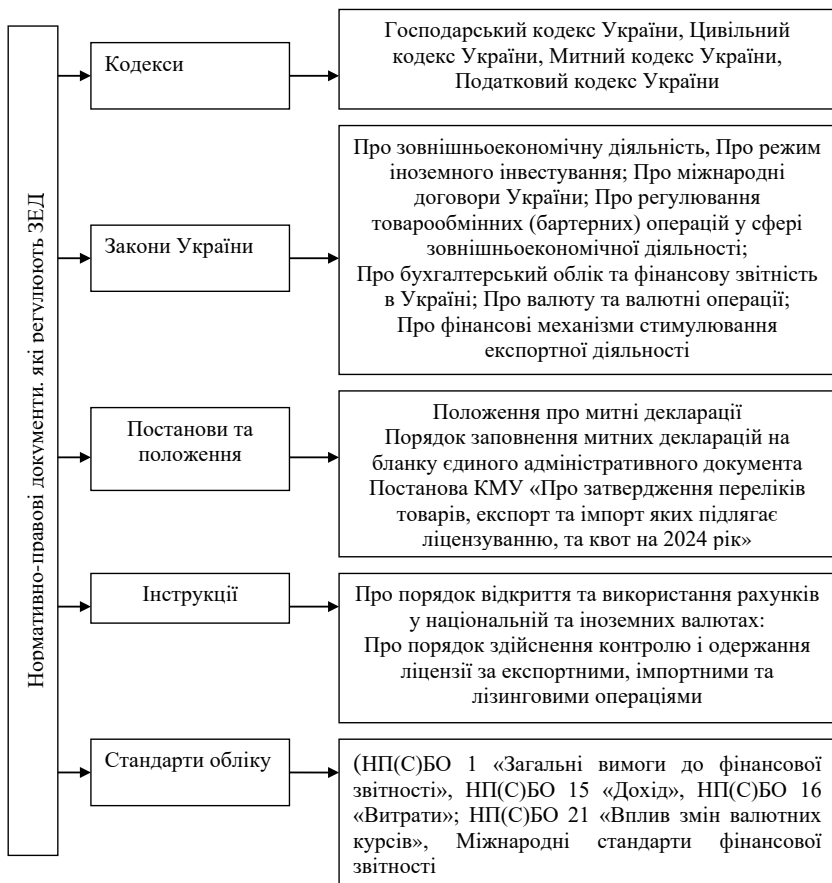 Нормативно-правові документи, які регулюють ЗЕД
Кодекси
Господарський кодекс України, Цивільний
кодекс України, Митний кодекс України,
Податковий кодекс України
Закони України
Про зовнішньоекономічну діяльність, Про режим
іноземного інвестування; Про міжнародні
договори України; Про регулювання
товарообмінних (бартерних) операцій у сфері
зовнішньоекономічної діяльності;
Про бухгалтерський облік та фінансову звітність
в Україні; Про валюту та валютні операції;
Про фінансові механізми стимулювання
експортної діяльності
Постанови та
положення
Положення про митні декларації
Порядок заповнення митних декларацій на
бланку єдиного адміністративного документа
Постанова КМУ «Про затвердження переліків
товарів, експорт та імпорт яких підлягає
ліцензуванню, та квот на 2024 рік»
Інструкції
Про порядок відкриття та використання рахунків
у національній та іноземних валютах:
Про порядок здійснення контролю і одержання
ліцензії за експортними, імпортними та
лізинговими операціями
Стандарти обліку
(НП(С)БО 1 «Загальні вимоги до фінансової
звітності», НП(С)БО 15 «Дохід», НП(С)БО 16
«Витрати»; НП(С)БО 21 «Вплив змін валютних
курсів», Міжнародні стандарти фінансової
звітності